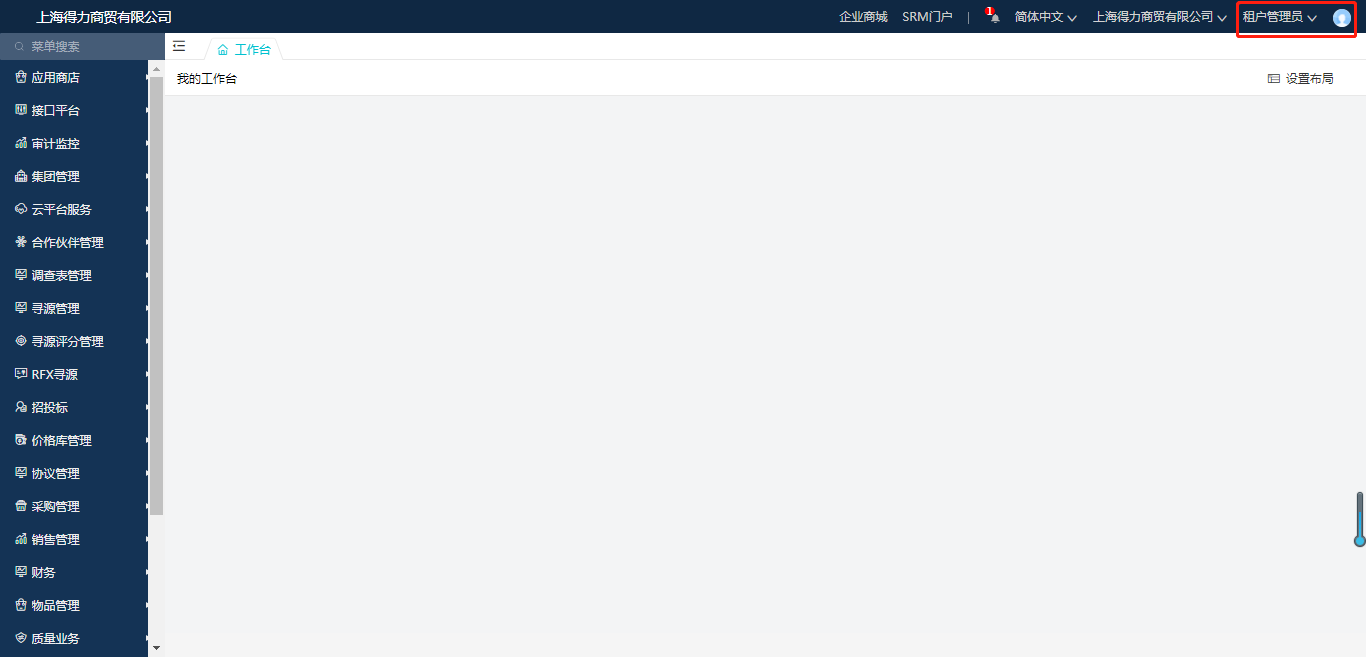 上海得力商贸有限公司
企业商城 SRM门户 | 1 简体中文 上海得力商贸有限公司 租户管理员
菜单搜索
工作台
我的工作台
设置布局
应用商店
接口平台
审计监控
集团管理
云平台服务
合作伙伴管理
调查表管理
寻源管理
寻源评分管理
RFX寻源
招投标
价格库管理
协议管理
采购管理
销售管理
财务
物品管理
质量业务